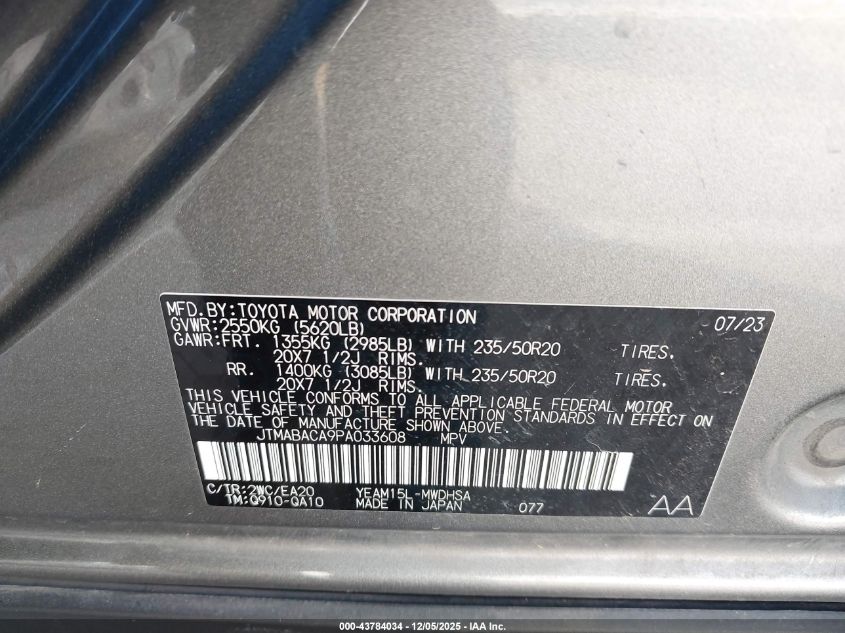 MFD.BY:TOYOTA MOTOR CORPORATION 07/23
GVWR:2550KG (5620LB)
GAWR:FRT. 1355KG (2985LB) WITH 235/50R20 TIRES.
20X7 1/2J RIMS.
RR. 1400KG (3085LB) WITH 235/50R20 TIRES.
20X7 1/2J RIMS.
THIS VEHICLE CONFORMS TO ALL APPLICABLE FEDERAL MOTOR
VEHICLE SAFETY AND THEFT PREVENTION STANDARDS IN EFFECT ON
THE DATE OF MANUFACTURE SHOWN ABOVE.
JTMABACA9PA033608 MPV
C/TR:2WC/EA20 YEAM15L-MWDHSA
TM:Q910-QA10 MADE IN JAPAN 077 AA
000-43784034 - 12/05/2025 - IAA Inc.